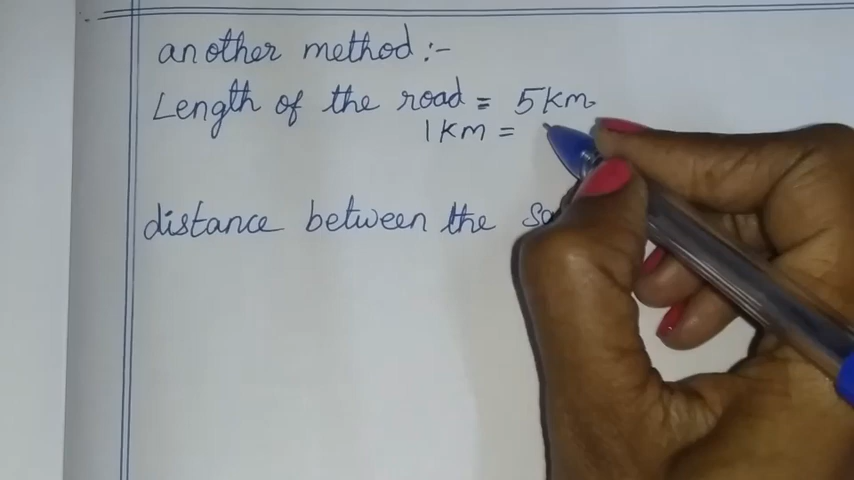 another method :-
Length of the road = 5km.
1km =
distance between the